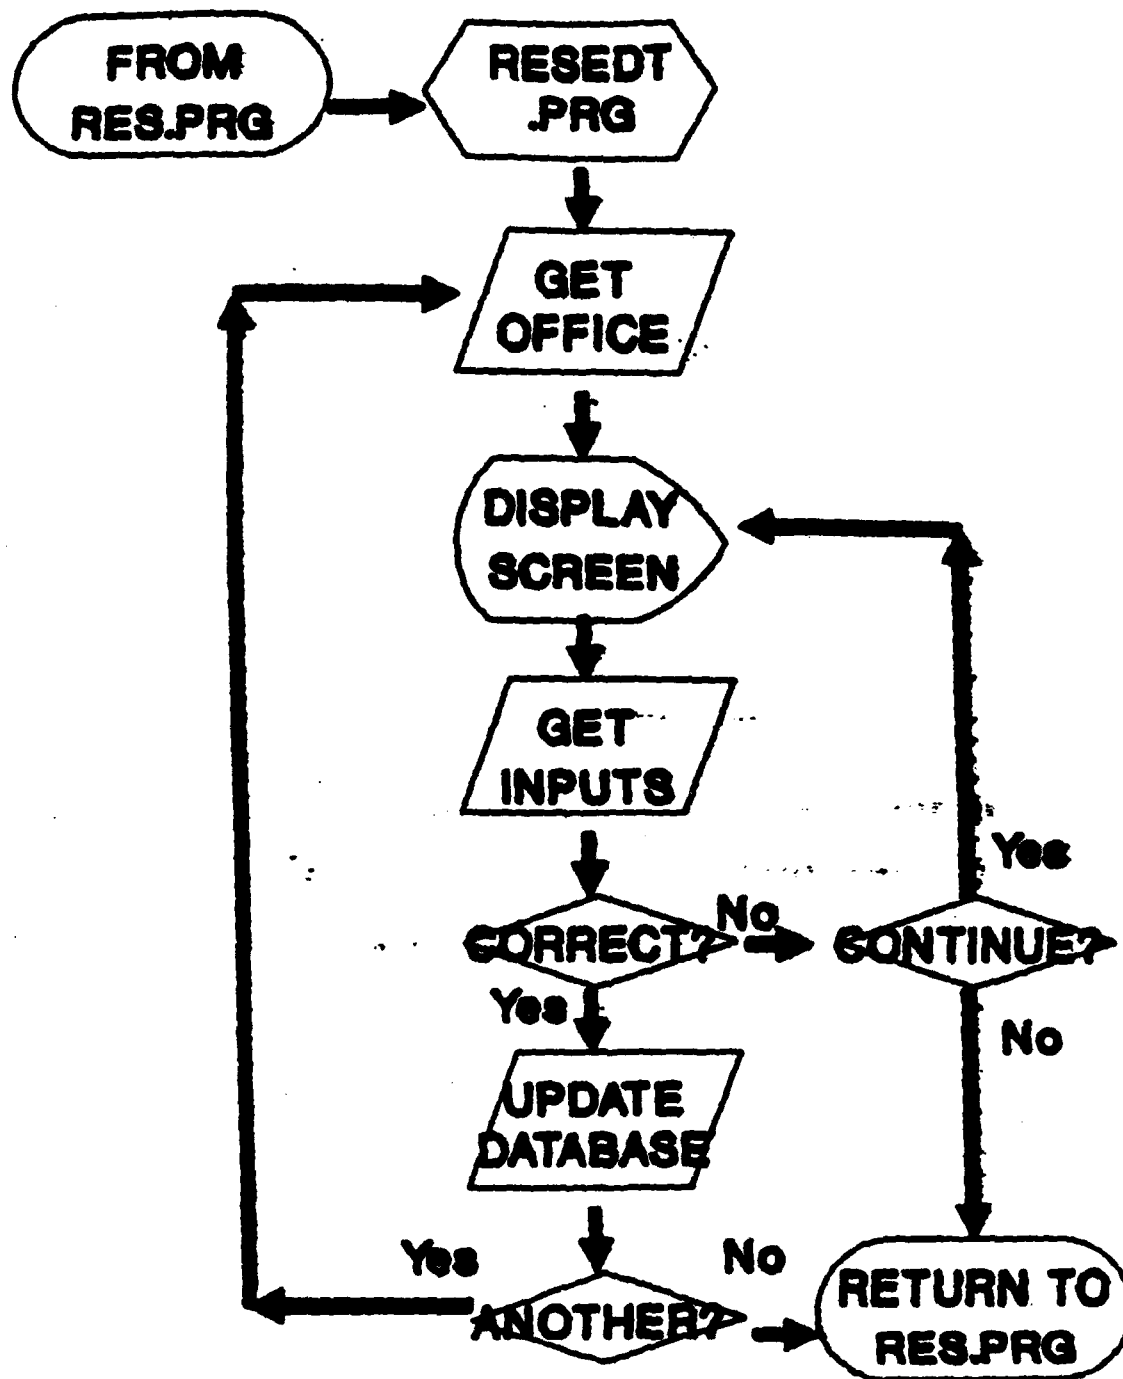 FROM
RES.PRG
RESEDT
.PRG
GET
OFFICE
DISPLAY
SCREEN
GET
INPUTS
Yes
CORRECT?
No
CONTINUE?
Yes
No
UPDATE
DATABASE
Yes
No
ANOTHER?
RETURN TO
RES.PRG